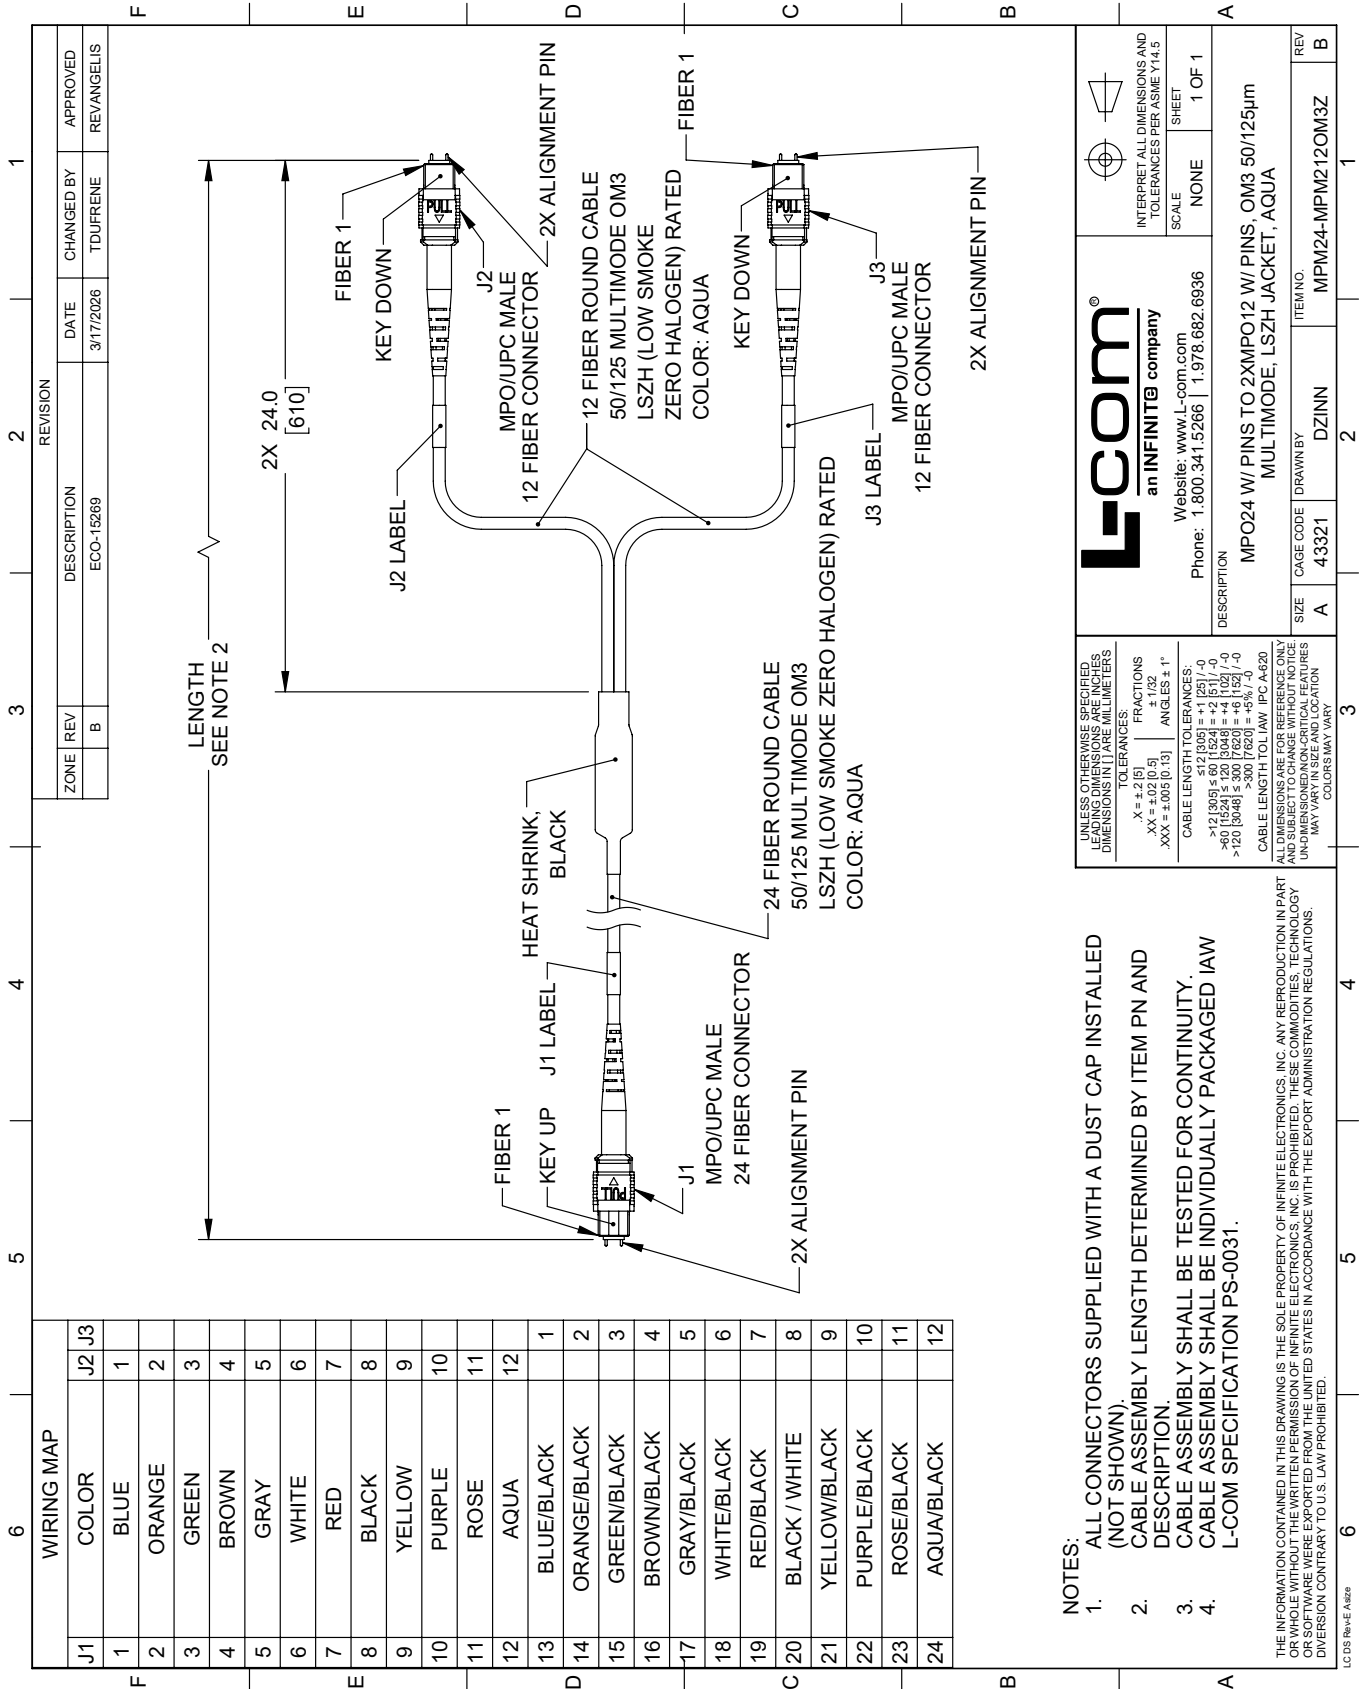 REVISION
ZONE REV DESCRIPTION DATE CHANGED BY APPROVED
B ECO-15269 3/17/2026 TDUFRENE REVANGELIS
WIRING MAP
J1 COLOR J2 J3
1 BLUE 1
2 ORANGE 2
3 GREEN 3
4 BROWN 4
5 GRAY 5
6 WHITE 6
7 RED 7
8 BLACK 8
9 YELLOW 9
10 PURPLE 10
11 ROSE 11
12 AQUA 12
13 BLUE/BLACK 1
14 ORANGE/BLACK 2
15 GREEN/BLACK 3
16 BROWN/BLACK 4
17 GRAY/BLACK 5
18 WHITE/BLACK 6
19 RED/BLACK 7
20 BLACK / WHITE 8
21 YELLOW/BLACK 9
22 PURPLE/BLACK 10
23 ROSE/BLACK 11
24 AQUA/BLACK 12
LENGTH
SEE NOTE 2
2X 24.0
[610]
FIBER 1
KEY UP
J1 LABEL
PULL
J1
MPO/UPC MALE
24 FIBER CONNECTOR
2X ALIGNMENT PIN
HEAT SHRINK,
BLACK
24 FIBER ROUND CABLE
50/125 MULTIMODE OM3
LSZH (LOW SMOKE ZERO HALOGEN) RATED
COLOR: AQUA
J2 LABEL
FIBER 1
KEY DOWN
PULL
J2
MPO/UPC MALE
12 FIBER CONNECTOR
2X ALIGNMENT PIN
12 FIBER ROUND CABLE
50/125 MULTIMODE OM3
LSZH (LOW SMOKE
ZERO HALOGEN) RATED
COLOR: AQUA
FIBER 1
KEY DOWN
PULL
J3 LABEL
J3
MPO/UPC MALE
12 FIBER CONNECTOR
2X ALIGNMENT PIN
NOTES:
1. ALL CONNECTORS SUPPLIED WITH A DUST CAP INSTALLED
(NOT SHOWN).
2. CABLE ASSEMBLY LENGTH DETERMINED BY ITEM PN AND
DESCRIPTION.
3. CABLE ASSEMBLY SHALL BE TESTED FOR CONTINUITY.
4. CABLE ASSEMBLY SHALL BE INDIVIDUALLY PACKAGED IAW
L-COM SPECIFICATION PS-0031.
THE INFORMATION CONTAINED IN THIS DRAWING IS THE SOLE PROPERTY OF INFINITE ELECTRONICS, INC. ANY REPRODUCTION IN PART
OR WHOLE WITHOUT THE WRITTEN PERMISSION OF INFINITE ELECTRONICS, INC. IS PROHIBITED. THESE COMMODITIES, TECHNOLOGY
OR SOFTWARE WERE EXPORTED FROM THE UNITED STATES IN ACCORDANCE WITH THE EXPORT ADMINISTRATION REGULATIONS.
DIVERSION CONTRARY TO U.S. LAW PROHIBITED.
LC DS Rev-E Asize
UNLESS OTHERWISE SPECIFIED
LEADING DIMENSIONS ARE INCHES
DIMENSIONS IN [ ] ARE MILLIMETERS
TOLERANCES:
.X = ±.2 [5] FRACTIONS
.XX = ±.02 [0.5] ± 1/32
.XXX = ±.005 [0.13] ANGLES ± 1°
CABLE LENGTH TOLERANCES:
≤12 [305] = +1 [25] / -0
>12 [305] ≤ 60 [1524] = +2 [51] / -0
>60 [1524] ≤ 120 [3048] = +4 [102] / -0
>120 [3048] ≤ 300 [7620] = +6 [152] / -0
>300 [7620] = +5% / -0
CABLE LENGTH TOL IAW IPC A-620
ALL DIMENSIONS ARE FOR REFERENCE ONLY
AND SUBJECT TO CHANGE WITHOUT NOTICE.
UN-DIMENSIONED/NON-CRITICAL FEATURES
MAY VARY IN SIZE AND LOCATION
COLORS MAY VARY
L-com®
an INFINITE company
Website: www.L-com.com
Phone: 1.800.341.5266 | 1.978.682.6936
INTERPRET ALL DIMENSIONS AND
TOLERANCES PER ASME Y14.5
SCALE NONE
SHEET 1 OF 1
DESCRIPTION
MPO24 W/ PINS TO 2XMPO12 W/ PINS, OM3 50/125µm
MULTIMODE, LSZH JACKET, AQUA
SIZE A
CAGE CODE 43321
DRAWN BY DZINN
ITEM NO. MPM24-MPM212OM3Z
REV B
6 5 4 3 2 1
6 5 4 3 2 1
F E D C B A
F E D C B A